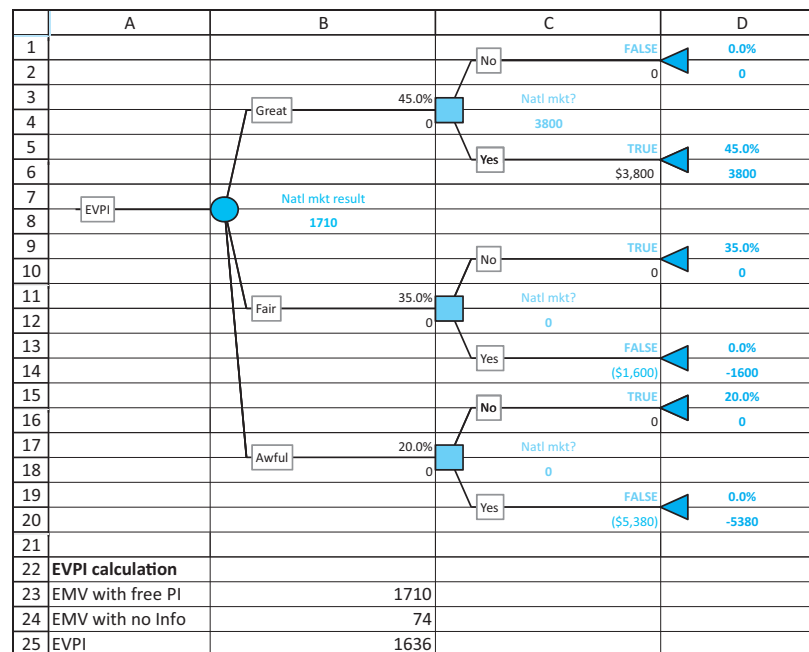 A B C D
1 FALSE 0.0%
No
2 0 0
3 45.0% Natl mkt?
Great
4 0 3800
5 TRUE 45.0%
Yes
6 $3,800 3800
7 Natl mkt result
EVPI
8 1710
9 TRUE 35.0%
No
10 0 0
11 35.0% Natl mkt?
Fair
12 0 0
13 FALSE 0.0%
Yes
14 ($1,600) -1600
15 TRUE 20.0%
No
16 0 0
17 20.0% Natl mkt?
Awful
18 0 0
19 FALSE 0.0%
Yes
20 ($5,380) -5380
21
22 EVPI calculation
23 EMV with free PI 1710
24 EMV with no Info 74
25 EVPI 1636